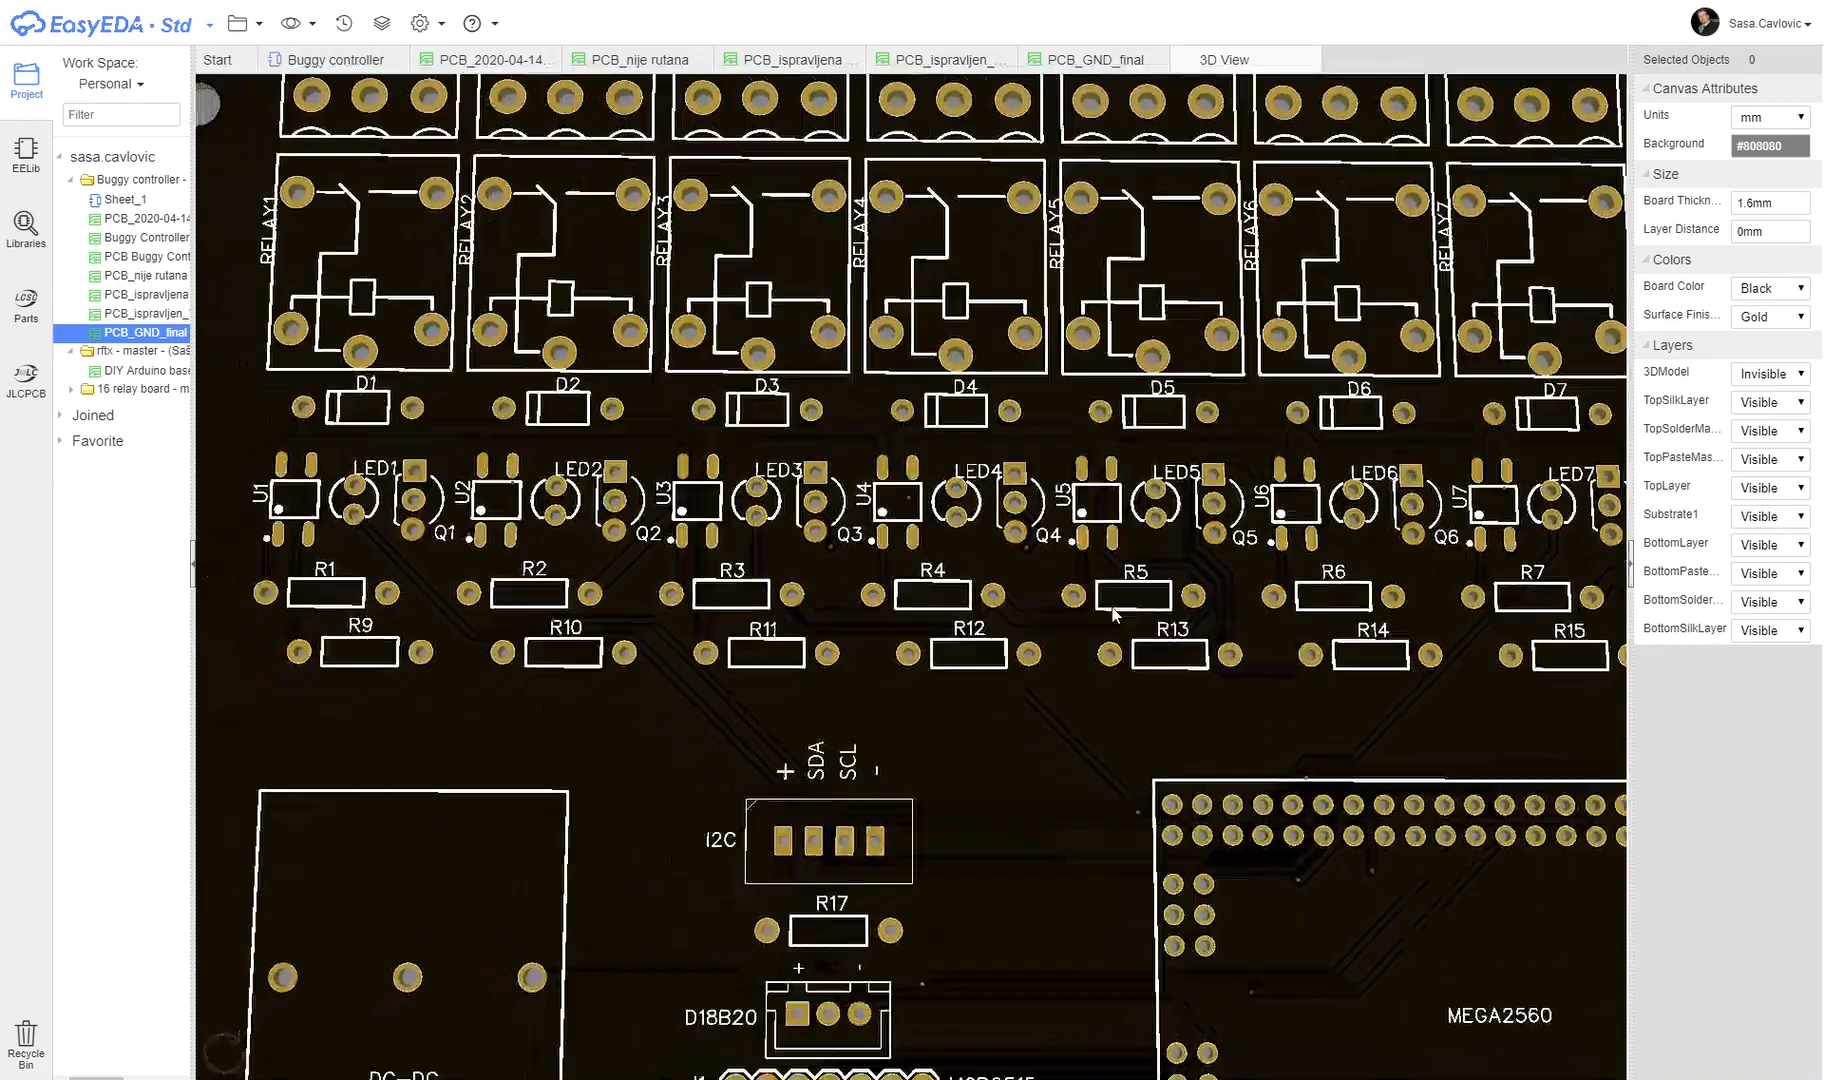 EasyEDA · Std
Sasa.Cavlovic
Start
Buggy controller
PCB_2020-04-14...
PCB_nije rutana
PCB_ispravljena ...
PCB_ispravljen_...
PCB_GND_final
3D View
Project
EELib
Libraries
LCSC
Parts
JLCPCB
Recycle
Bin
Work Space:
Personal
Filter
sasa.cavlovic
Buggy controller -
Sheet_1
PCB_2020-04-14
Buggy Controller
PCB Buggy Cont
PCB_nije rutana
PCB_ispravljena
PCB_ispravljen_
PCB_GND_final
rftx - master - (Saš
DIY Arduino base
16 relay board - m
Joined
Favorite
RELAY1
RELAY2
RELAY3
RELAY4
RELAY5
RELAY6
RELAY7
D1
D2
D3
D4
D5
D6
D7
LED1
LED2
LED3
LED4
LED5
LED6
LED7
U1
U2
U3
U4
U5
U6
U7
Q1
Q2
Q3
Q4
Q5
Q6
R1
R2
R3
R4
R5
R6
R7
R9
R10
R11
R12
R13
R14
R15
+ SDA SCL -
I2C
R17
+ -
D18B20
MEGA2560
DC-DC
Selected Objects 0
Canvas Attributes
Units mm
Background #808080
Size
Board Thickn... 1.6mm
Layer Distance 0mm
Colors
Board Color Black
Surface Finis... Gold
Layers
3DModel Invisible
TopSilkLayer Visible
TopSolderMa... Visible
TopPasteMas... Visible
TopLayer Visible
Substrate1 Visible
BottomLayer Visible
BottomPaste... Visible
BottomSolder... Visible
BottomSilkLayer Visible